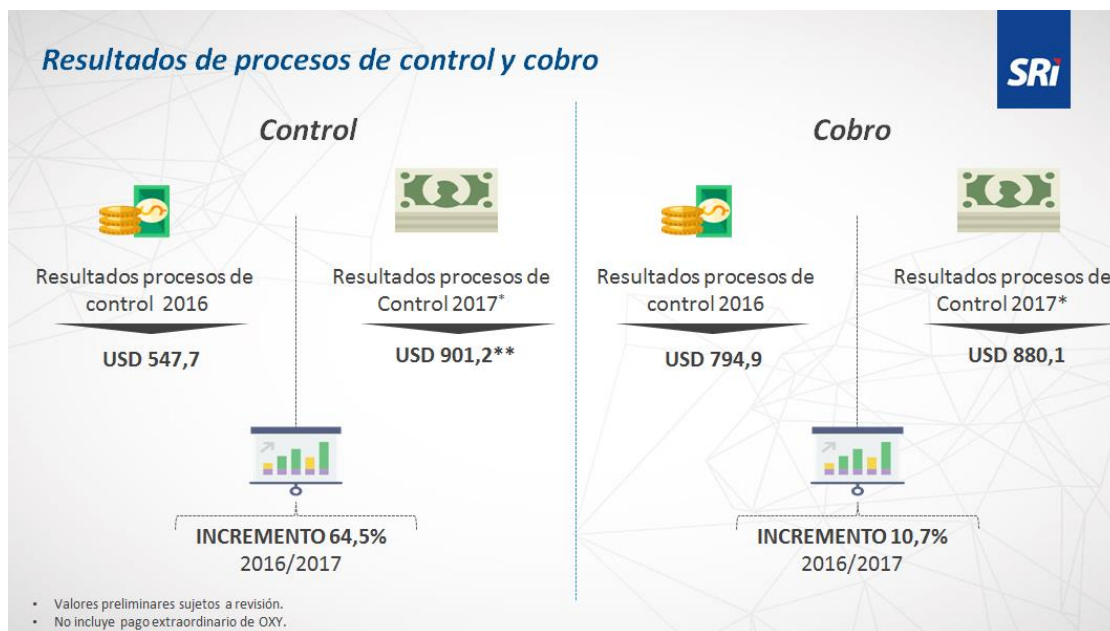 Resultados de procesos de control y cobro
SRi
Control
Resultados procesos de
control 2016
USD 547,7
Resultados procesos de
Control 2017*
USD 901,2**
INCREMENTO 64,5%
2016/2017
Cobro
Resultados procesos de
control 2016
USD 794,9
Resultados procesos de
Control 2017*
USD 880,1
INCREMENTO 10,7%
2016/2017
• Valores preliminares sujetos a revisión.
• No incluye pago extraordinario de OXY.